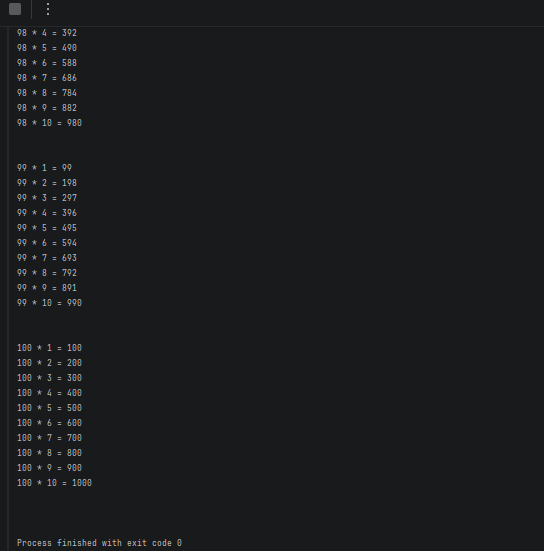 98 * 4 = 392
98 * 5 = 490
98 * 6 = 588
98 * 7 = 686
98 * 8 = 784
98 * 9 = 882
98 * 10 = 980
99 * 1 = 99
99 * 2 = 198
99 * 3 = 297
99 * 4 = 396
99 * 5 = 495
99 * 6 = 594
99 * 7 = 693
99 * 8 = 792
99 * 9 = 891
99 * 10 = 990
100 * 1 = 100
100 * 2 = 200
100 * 3 = 300
100 * 4 = 400
100 * 5 = 500
100 * 6 = 600
100 * 7 = 700
100 * 8 = 800
100 * 9 = 900
100 * 10 = 1000
Process finished with exit code 0